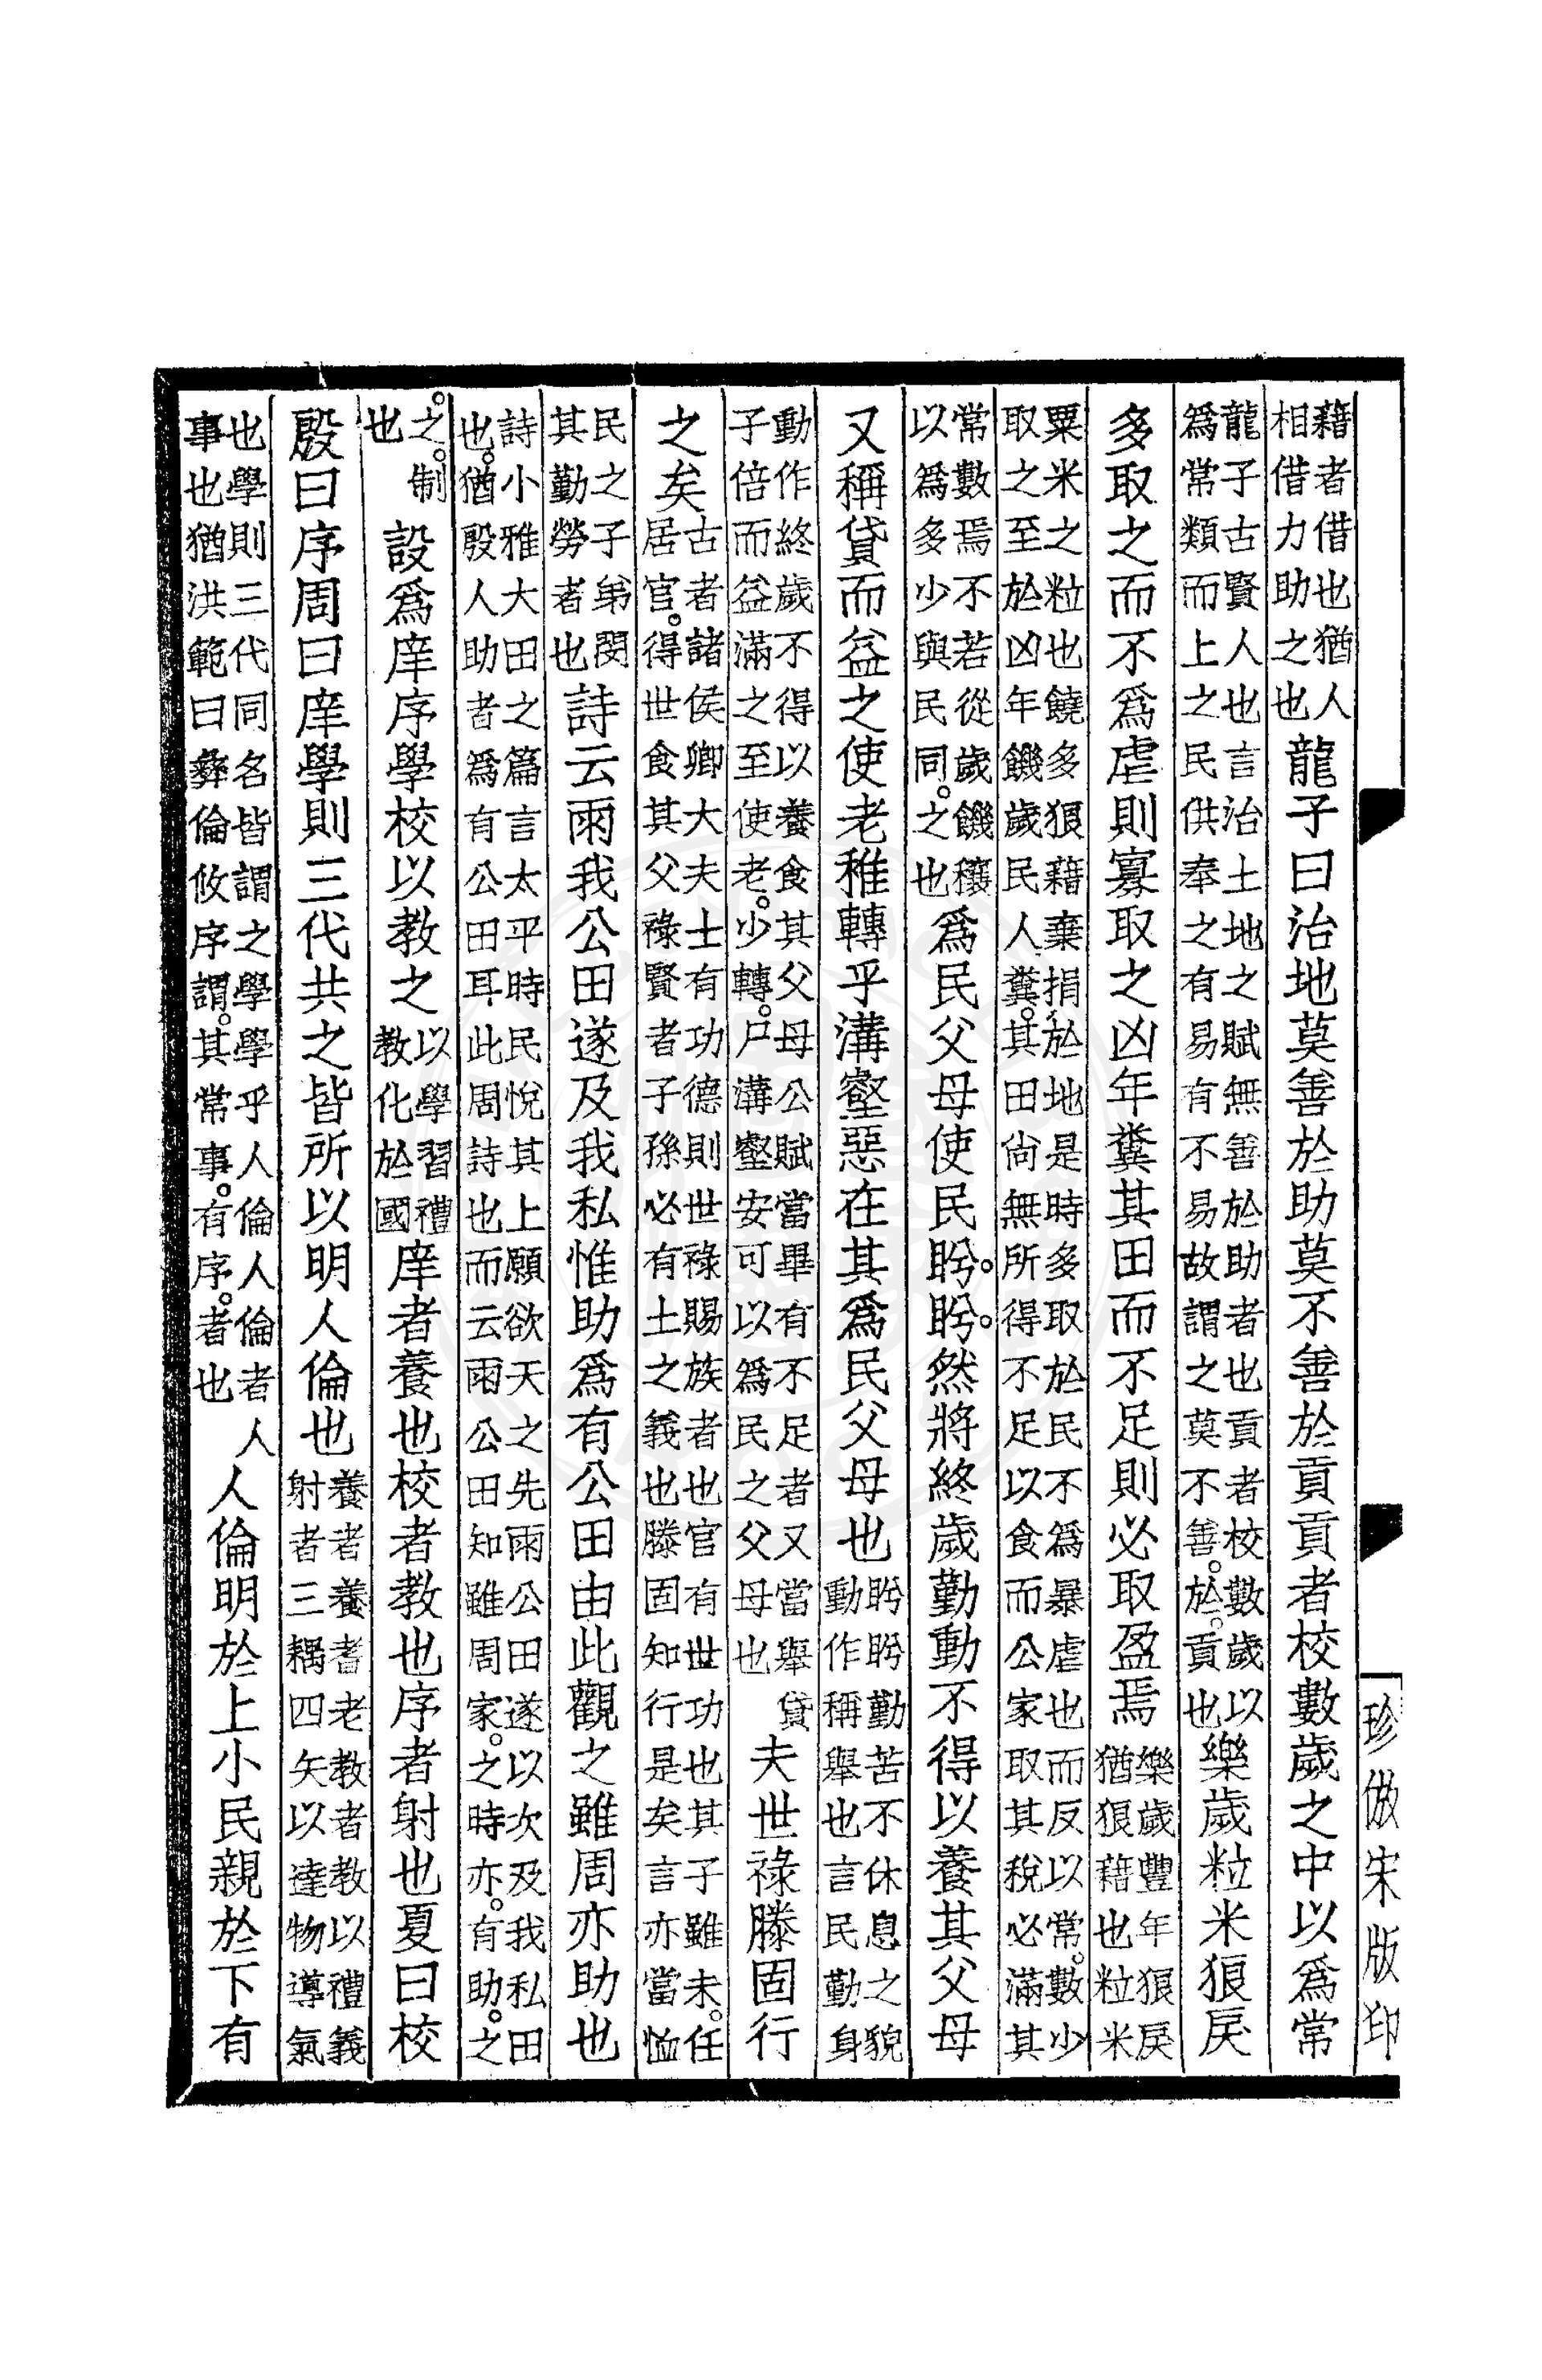 珍倣宋版印
藉者借也猶人相借力助之也龍子曰治地莫善於助莫不善於貢貢者校數歲之中以爲常
龍子古賢人也言治土地之賦無善於助者也貢者校數歲以爲常類而上之民供奉之有易有不易故謂之莫不善。於。貢也樂歲粒米狼戾
多取之而不爲虐則寡取之凶年糞其田而不足則必取盈焉樂歲豐年狼戾猶狼藉也粒米
粟米之粒也饒多狼藉棄捐於地是時多取於民不爲暴虐也而反以常。數少取之至於凶年饑歲民人糞。其田尙無所得不足以食而公家取其稅必滿其
常數焉不若從歲饑穰以爲多少與民同。之也爲民父母使民盻。盻。然將終歲勤動不得以養其父母
又稱貸而益之使老稚轉乎溝壑惡在其爲民父母也盻盻勤苦不休息之貌動作稱舉也言民勤身
動作終歲不得以養食其父母公賦當畢有不足者又當舉貸子倍而益滿之至使老。少轉。尸溝壑安可以爲民之父母也夫世祿滕固行
之矣古者諸侯卿大夫士有功德則世祿賜族者也官有世功也其子雖未。任居官。得世食其父祿賢者子孫必有土之義也滕固知行是矣言亦當恤
民之子弟閔其勤勞者也詩云雨我公田遂及我私惟助爲有公田由此觀之雖周亦助也
詩小雅大田之篇言太平時民悅其上願欲天之先雨公田遂以次及我私田也。猶殷人助者爲有公田耳此周詩也而云雨公田知雖周家。之時亦。有助。之
。之。制也設爲庠序學校以教之以學習禮教化於國庠者養也校者教也序者射也夏曰校
殷曰序周曰庠學則三代共之皆所以明人倫也養者養耆老教者教以禮義射者三耦四矢以達物導氣
也學則三代同名皆謂之學學乎人倫人倫者人事也猶洪範曰彝倫攸序謂。其常事。有序。者也人倫明於上小民親於下有